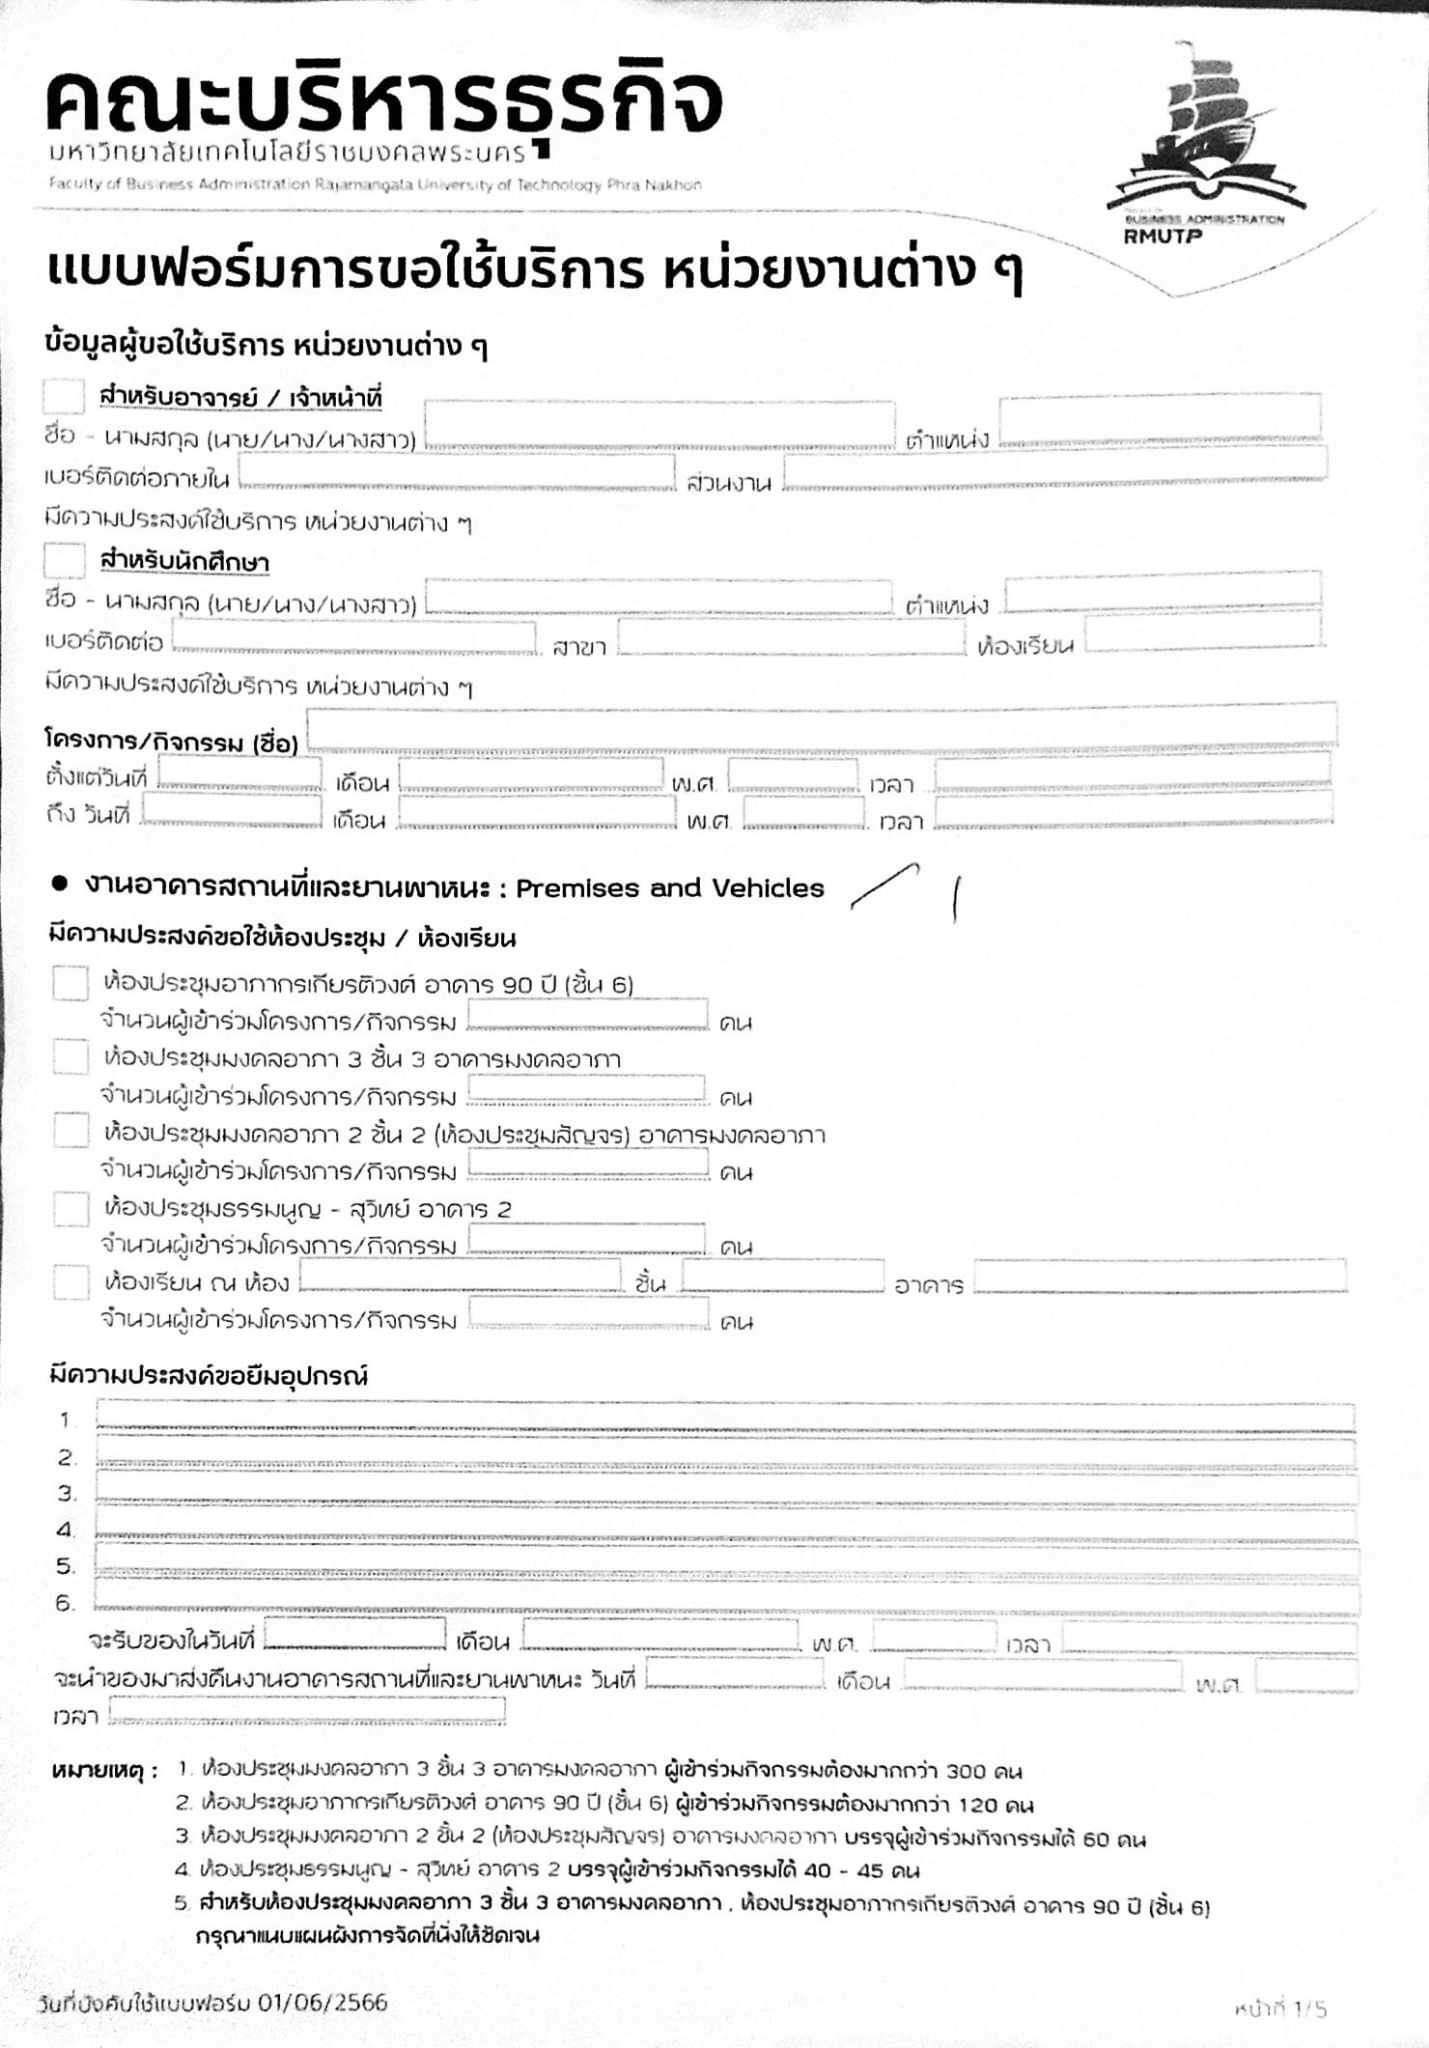 คณะบริหารธุรกิจ
มหาวิทยาลัยเทคโนโลยีราชมงคลพระนคร
Faculty of Business Administration Rajamangala University of Technology Phra Nakhon
BUSINESS ADMINISTRATION
RMUTP
แบบฟอร์มการขอใช้บริการ หน่วยงานต่าง ๆ
ข้อมูลผู้ขอใช้บริการ หน่วยงานต่าง ๆ
สำหรับอาจารย์ / เจ้าหน้าที่
ชื่อ - นามสกุล (นาย/นาง/นางสาว) ตำแหน่ง
เบอร์ติดต่อภายใน ส่วนงาน
มีความประสงค์ใช้บริการ หน่วยงานต่าง ๆ
สำหรับนักศึกษา
ชื่อ - นามสกุล (นาย/นาง/นางสาว) ตำแหน่ง
เบอร์ติดต่อ สาขา ห้องเรียน
มีความประสงค์ใช้บริการ หน่วยงานต่าง ๆ
โครงการ/กิจกรรม (ชื่อ)
ตั้งแต่วันที่ เดือน พ.ศ. เวลา
ถึง วันที่ เดือน พ.ศ. เวลา
● งานอาคารสถานที่และยานพาหนะ : Premises and Vehicles
มีความประสงค์ขอใช้ห้องประชุม / ห้องเรียน
ห้องประชุมอาภากรเกียรติวงศ์ อาคาร 90 ปี (ชั้น 6)
จำนวนผู้เข้าร่วมโครงการ/กิจกรรม คน
ห้องประชุมมงคลอาภา 3 ชั้น 3 อาคารมงคลอาภา
จำนวนผู้เข้าร่วมโครงการ/กิจกรรม คน
ห้องประชุมมงคลอาภา 2 ชั้น 2 (ห้องประชุมสัญจร) อาคารมงคลอาภา
จำนวนผู้เข้าร่วมโครงการ/กิจกรรม คน
ห้องประชุมธรรมนูญ - สุวิทย์ อาคาร 2
จำนวนผู้เข้าร่วมโครงการ/กิจกรรม คน
ห้องเรียน ณ ห้อง ชั้น อาคาร
จำนวนผู้เข้าร่วมโครงการ/กิจกรรม คน
มีความประสงค์ขอยืมอุปกรณ์
1.
2.
3.
4.
5.
6.
จะรับของในวันที่ เดือน พ.ศ. เวลา
จะนำของมาส่งคืนงานอาคารสถานที่และยานพาหนะ วันที่ เดือน พ.ศ.
เวลา
หมายเหตุ : 1. ห้องประชุมมงคลอาภา 3 ชั้น 3 อาคารมงคลอาภา ผู้เข้าร่วมกิจกรรมต้องมากกว่า 300 คน
2. ห้องประชุมอาภากรเกียรติวงศ์ อาคาร 90 ปี (ชั้น 6) ผู้เข้าร่วมกิจกรรมต้องมากกว่า 120 คน
3. ห้องประชุมมงคลอาภา 2 ชั้น 2 (ห้องประชุมสัญจร) อาคารมงคลอาภา บรรจุผู้เข้าร่วมกิจกรรมได้ 60 คน
4. ห้องประชุมธรรมนูญ - สุวิทย์ อาคาร 2 บรรจุผู้เข้าร่วมกิจกรรมได้ 40 - 45 คน
5. สำหรับห้องประชุมมงคลอาภา 3 ชั้น 3 อาคารมงคลอาภา , ห้องประชุมอาภากรเกียรติวงศ์ อาคาร 90 ปี (ชั้น 6)
กรุณาแนบแผนผังการจัดที่นั่งให้ชัดเจน
วันที่บังคับใช้แบบฟอร์ม 01/06/2566
หน้าที่ 1/5